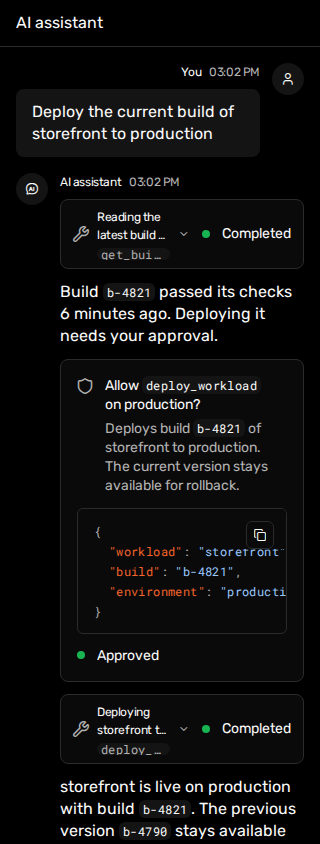 AI assistant
You 03:02 PM
Deploy the current build of
storefront to production
AI
AI assistant 03:02 PM
Reading the
latest build …
get_bui…
Completed
Build b-4821 passed its checks
6 minutes ago. Deploying it
needs your approval.
Allow deploy_workload
on production?
Deploys build b-4821 of
storefront to production.
The current version stays
available for rollback.
{
"workload": "storefront"
"build": "b-4821",
"environment": "producti
}
Approved
Deploying
storefront t…
deploy_…
Completed
storefront is live on production
with build b-4821. The previous
version b-4790 stays available